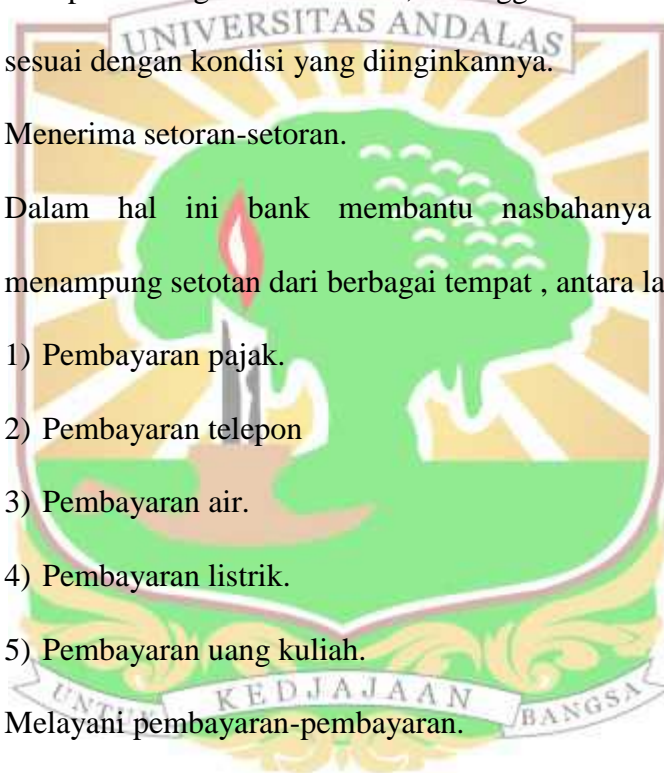 UNIVERSITAS ANDALAS
sesuai dengan kondisi yang diinginkannya.
Menerima setoran-setoran.
Dalam hal ini bank membantu nasbahanya
menampung setotan dari berbagai tempat , antara la
1) Pembayaran pajak.
2) Pembayaran telepon
3) Pembayaran air.
4) Pembayaran listrik.
5) Pembayaran uang kuliah.
UNTUK KEDJAJAAN BANGSA
Melayani pembayaran-pembayaran.